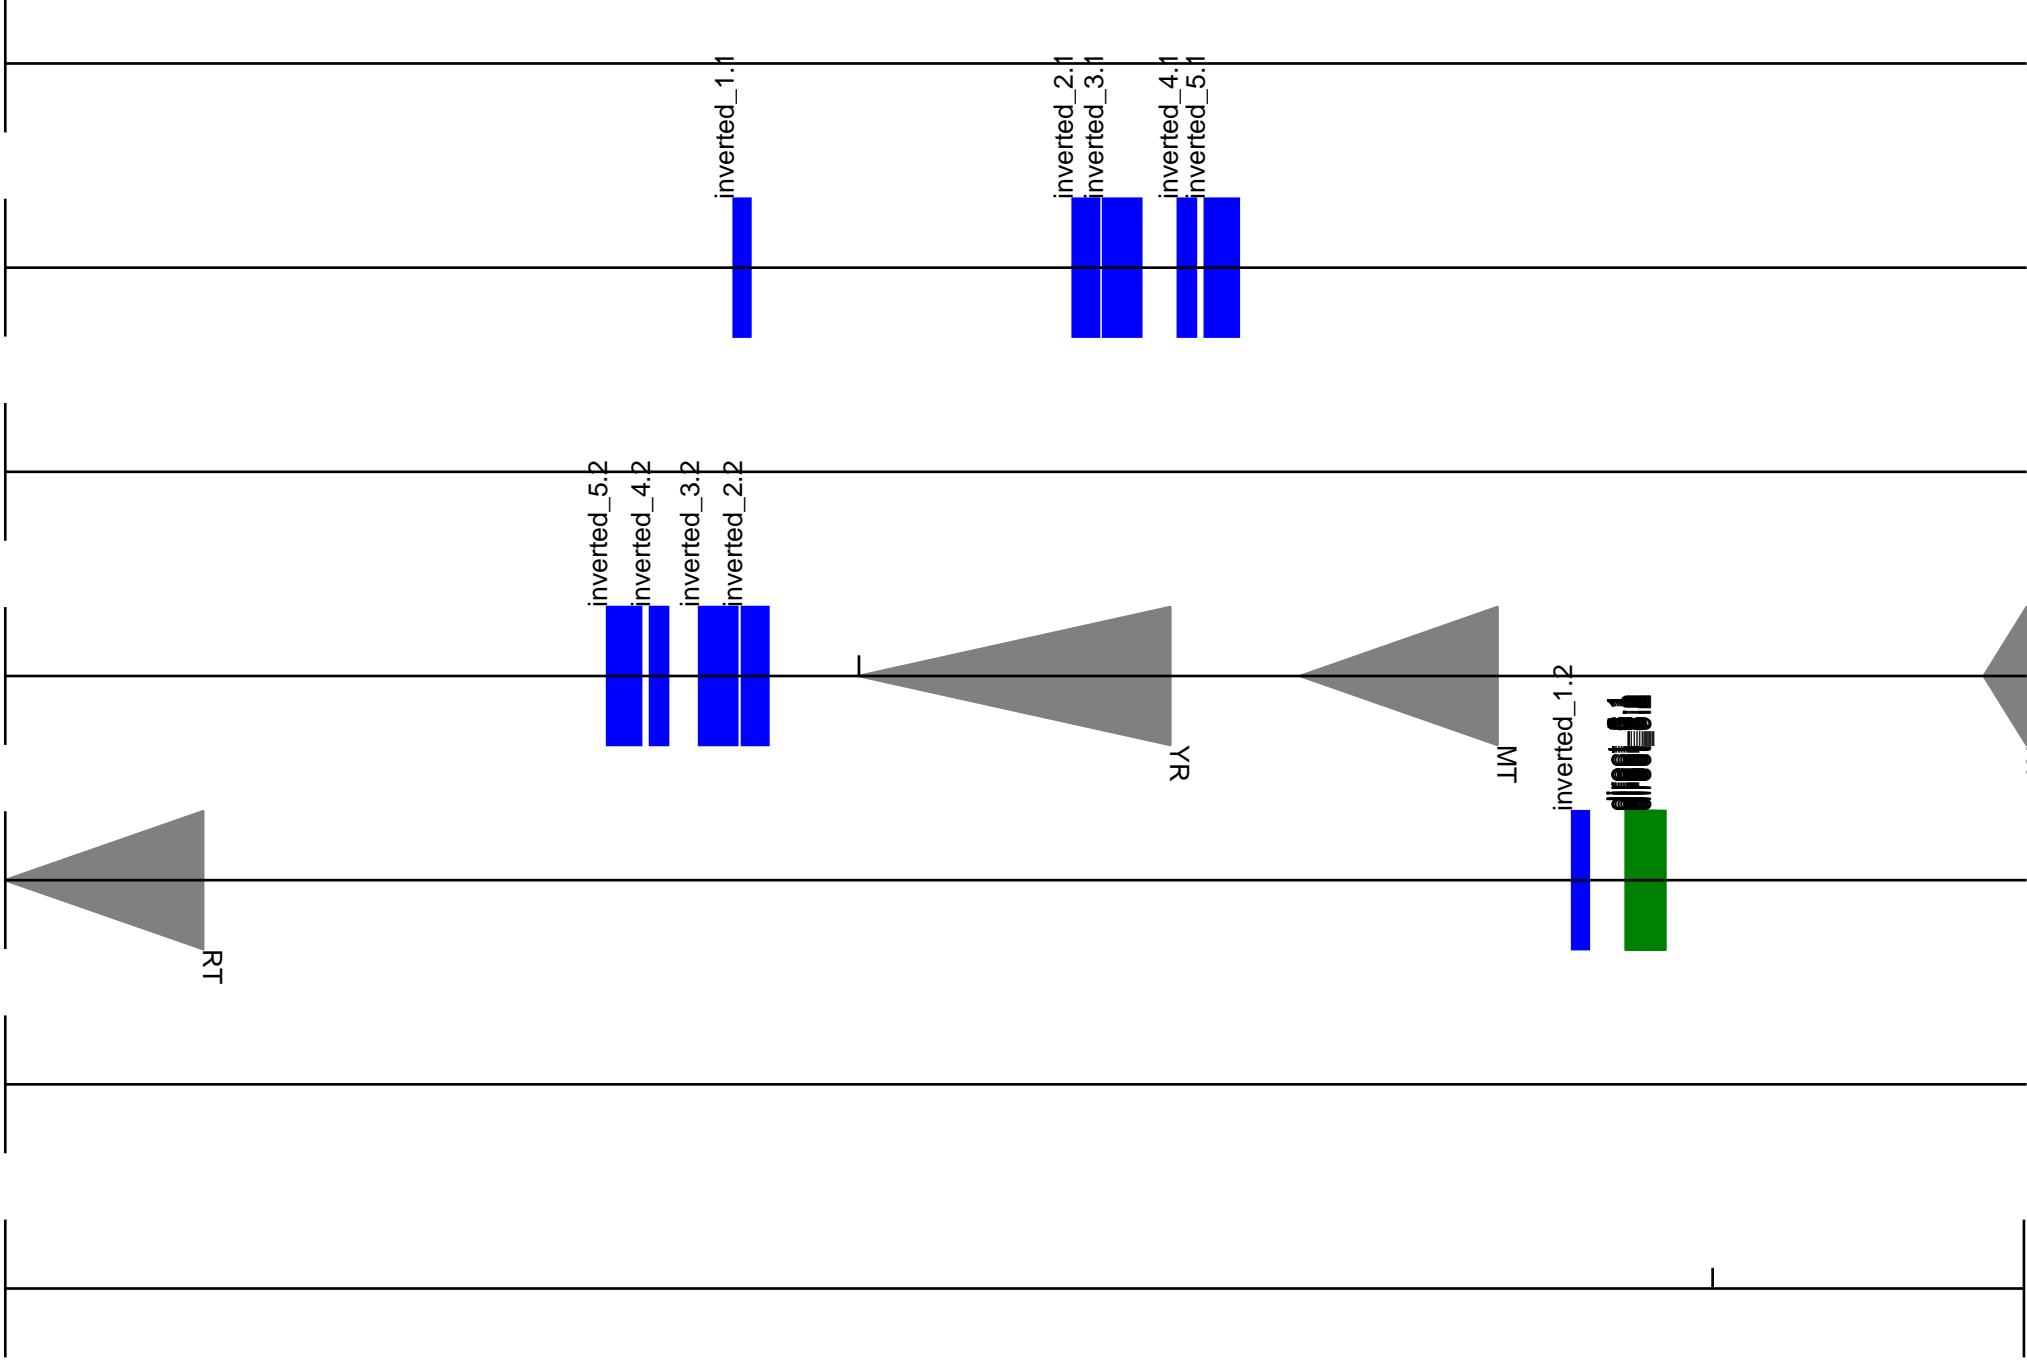 inverted_1.1
inverted_2.1
inverted_3.1
inverted_4.1
inverted_5.1
inverted_5.2
inverted_4.2
inverted_3.2
inverted_2.2
YR
MT
inverted_1.2
RT